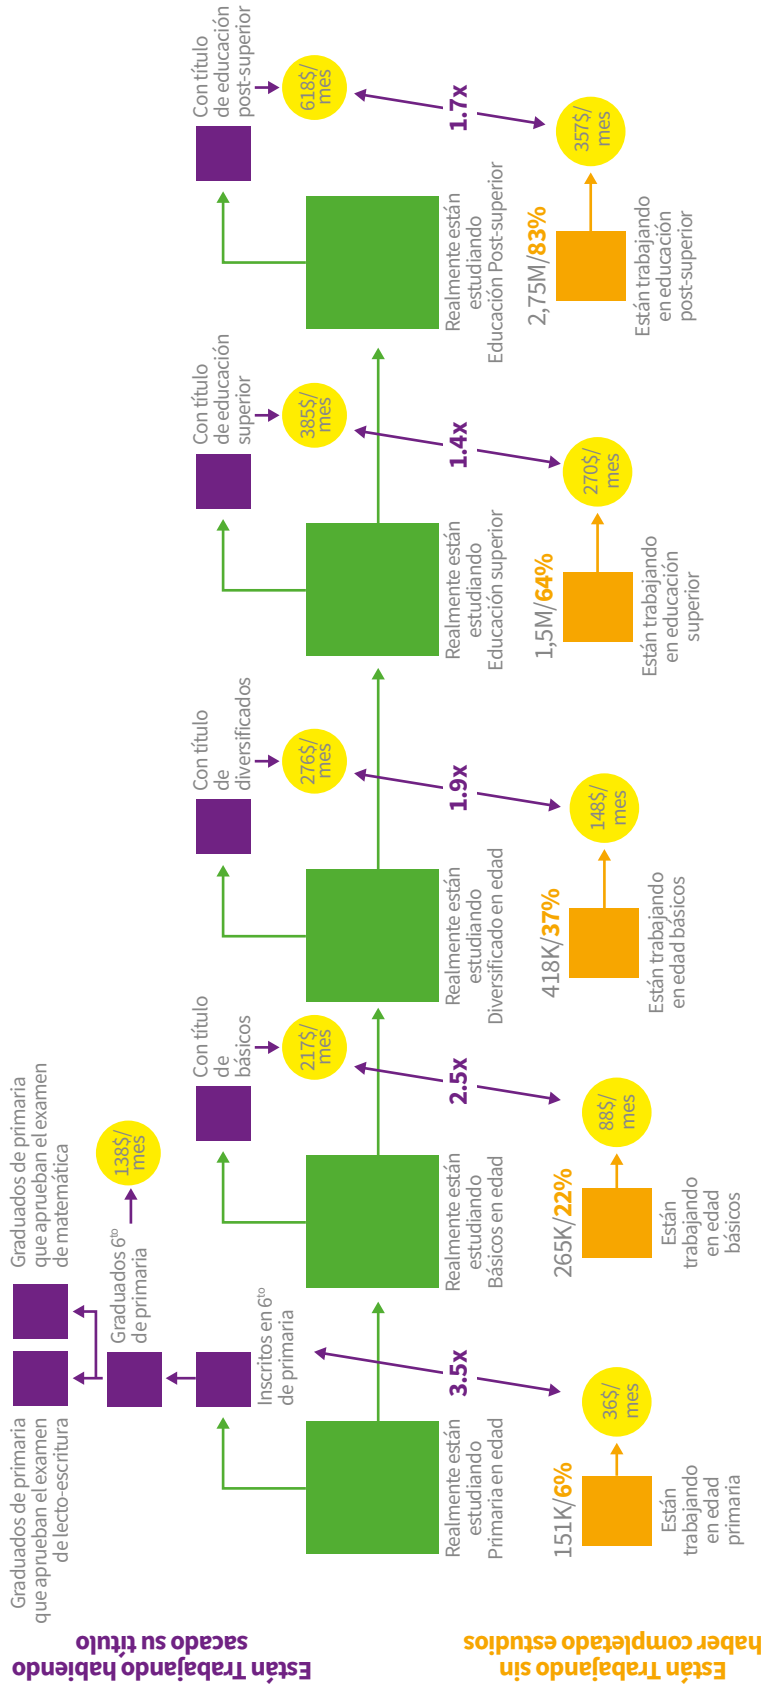 Están Trabajando habiendo
sacado su título
Graduados de primaria
que aprueban el examen
de lecto-escritura
Graduados de primaria
que aprueban el examen
de matemática
Graduados 6to
de primaria
138$/
mes
Inscritos en 6to
de primaria
Con título
de
básicos
217$/
mes
Con título
de
diversificados
276$/
mes
Con título
de educación
superior
385$/
mes
Con título
de educación
post-superior
618$/
mes
Realmente están
estudiando
Primaria en edad
Realmente están
estudiando
Básicos en edad
Realmente están
estudiando
Diversificado en edad
Realmente están
estudiando
Educación superior
Realmente están
estudiando
Educación Post-superior
3.5x
2.5x
1.9x
1.4x
1.7x
Están Trabajando sin
haber completado estudios
151K/6%
36$/
mes
Están
trabajando
en edad
primaria
265K/22%
88$/
mes
Están
trabajando
en edad
básicos
418K/37%
148$/
mes
Están trabajando
en edad básicos
1,5M/64%
270$/
mes
Están trabajando
en educación
superior
2,75M/83%
357$/
mes
Están trabajando
en educación
post-superior